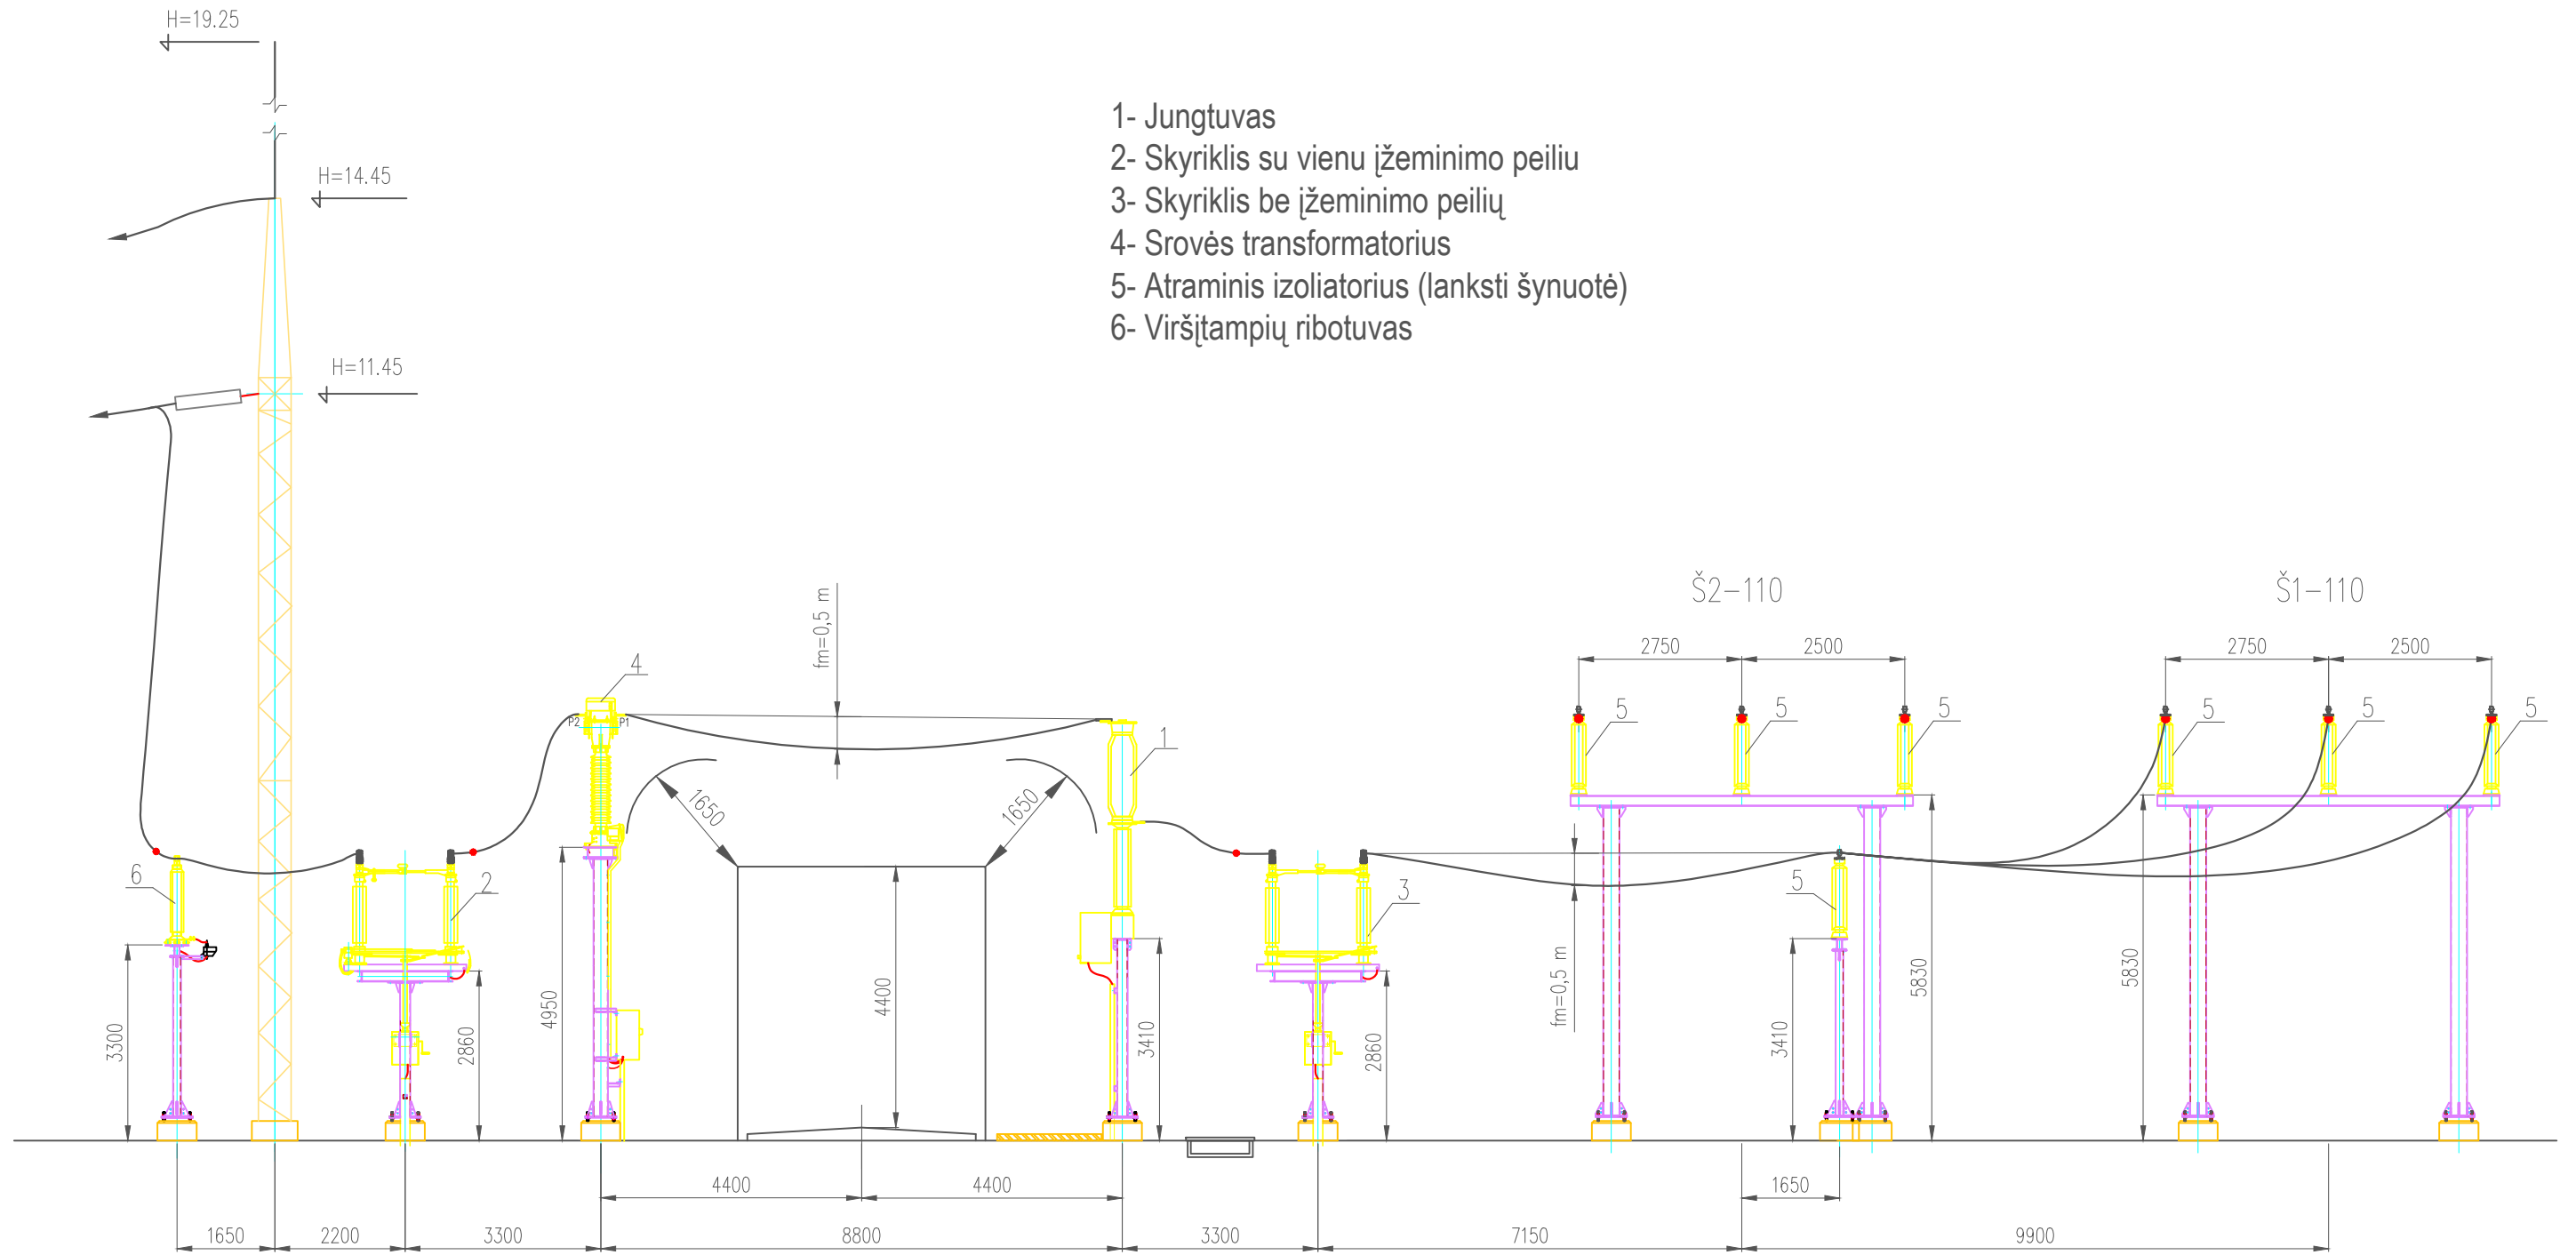 H=19.25
H=14.45
H=11.45
1- Jungtuvas
2- Skyriklis su vienu įžeminimo peiliu
3- Skyriklis be įžeminimo peilių
4- Srovės transformatorius
5- Atraminis izoliatorius (lanksti šynuotė)
6- Viršįtampių ribotuvas
Š2-110
Š1-110
2750
2500
2750
2500
fm=0,5 m
4
P2
P1
1
5
5
5
5
5
5
1650
1650
6
2
3
5
3300
2860
4950
4400
3410
2860
fm=0,5 m
3410
5830
5830
4400
4400
1650
1650
2200
3300
8800
3300
7150
9900